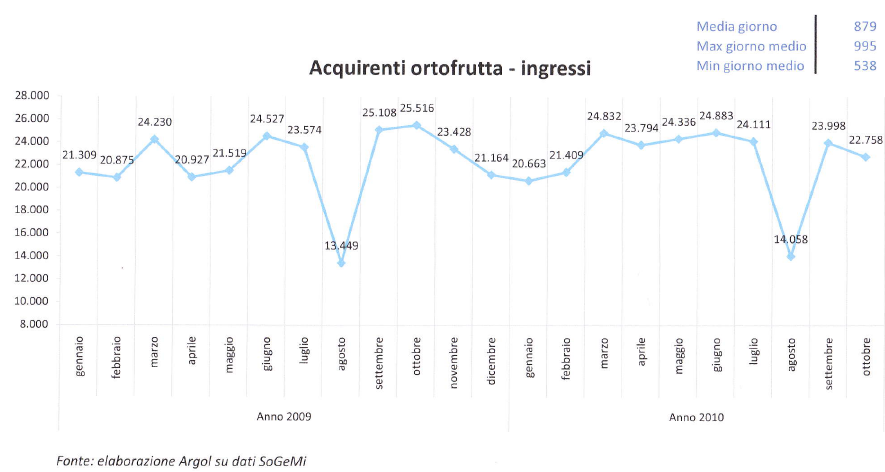 Media giorno 879
Max giorno medio 995
Min giorno medio 538
Acquirenti ortofrutta - ingressi
28.000
26.000
24.000
22.000
20.000
18.000
16.000
14.000
12.000
10.000
8.000
21.309
20.875
24.230
20.927
21.519
24.527
23.574
13.449
25.108
25.516
23.428
21.164
20.663
21.409
24.832
23.794
24.336
24.883
24.111
14.058
23.998
22.758
gennaio
febbraio
marzo
aprile
maggio
giugno
luglio
agosto
settembre
ottobre
novembre
dicembre
gennaio
febbraio
marzo
aprile
maggio
giugno
luglio
agosto
settembre
ottobre
Anno 2009
Anno 2010
Fonte: elaborazione Argol su dati SoGeMi